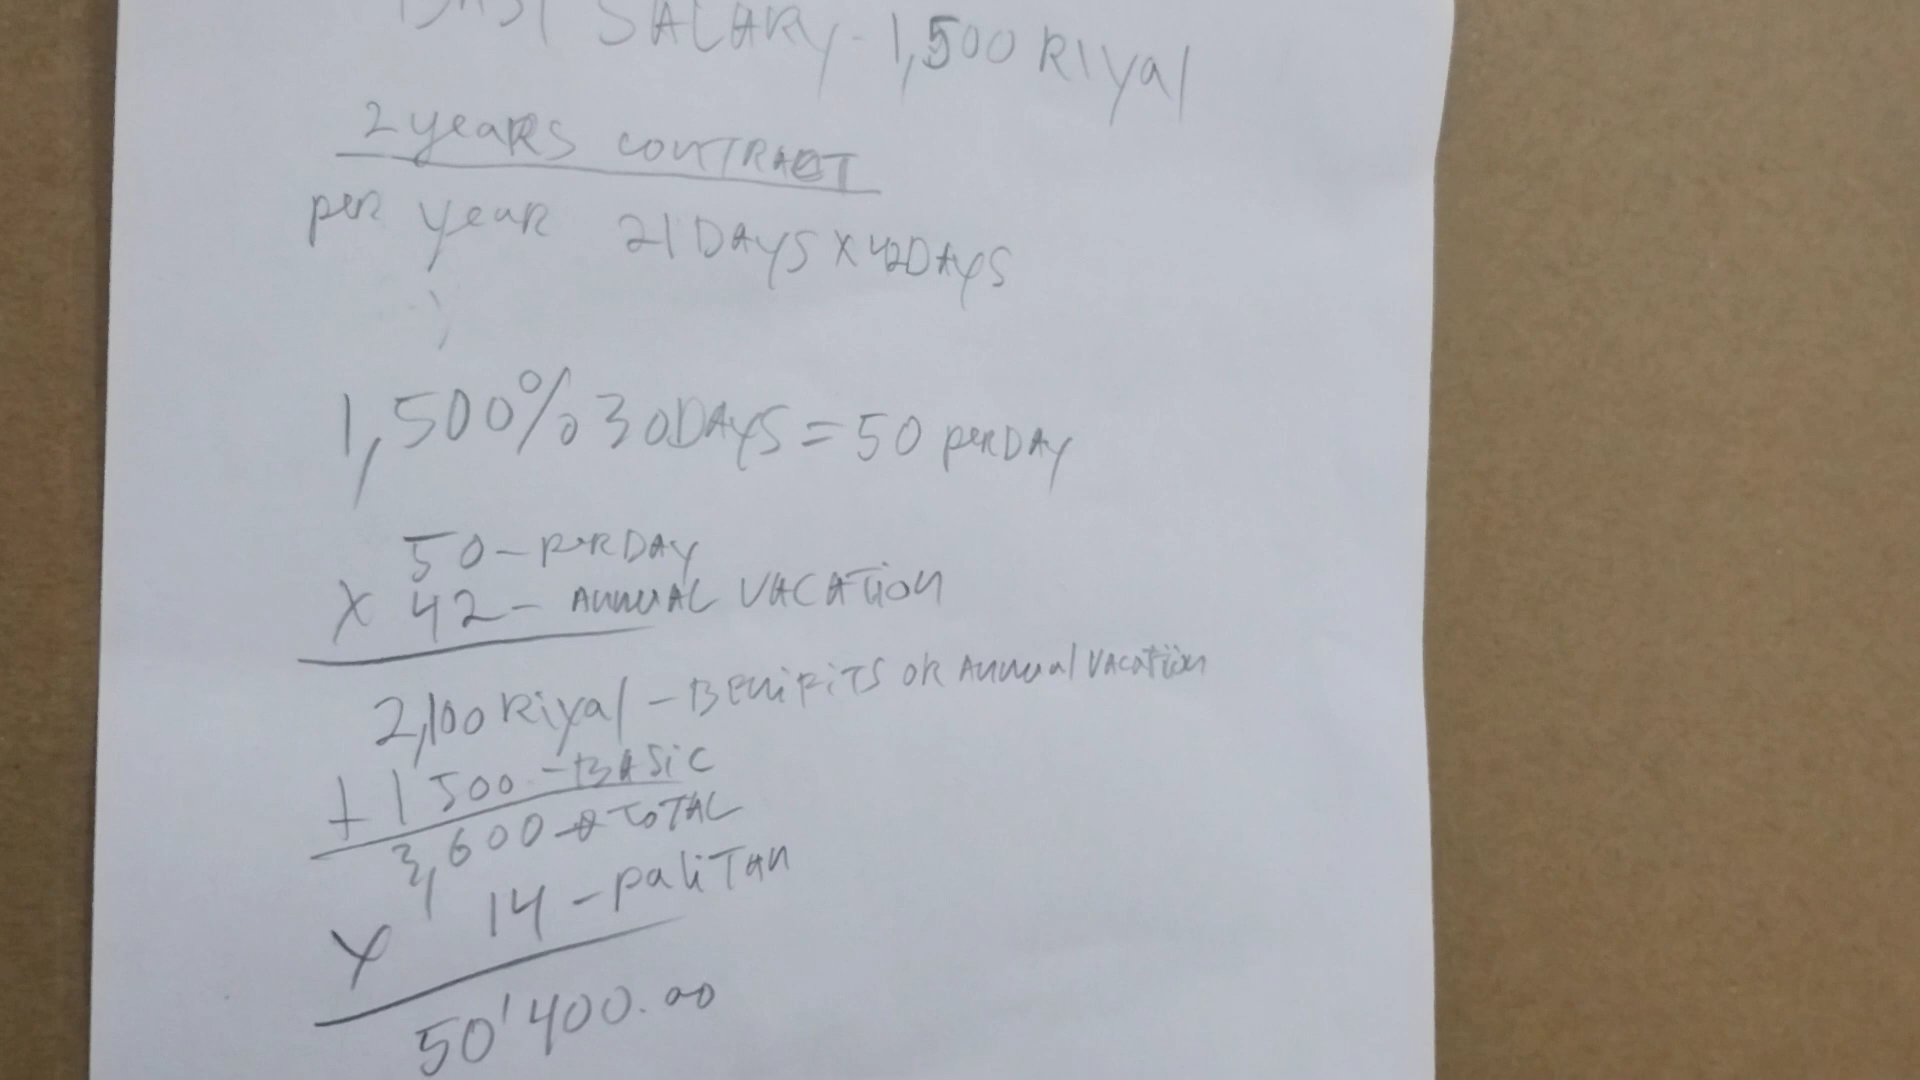 SALARY - 1,500 RIYAL
2 years CONTRACT
per year 21 DAYS X 42 DAYS
1,500 % 30 DAYS = 50 per DAY
50 - per DAY
X 42 - ANNUAL VACATION
2,100 Riyal - BENIFITS OR ANNUAL VACATION
+ 1500 - BASIC
3,600 → TOTAL
X 14 - paliTAN
50'400.00